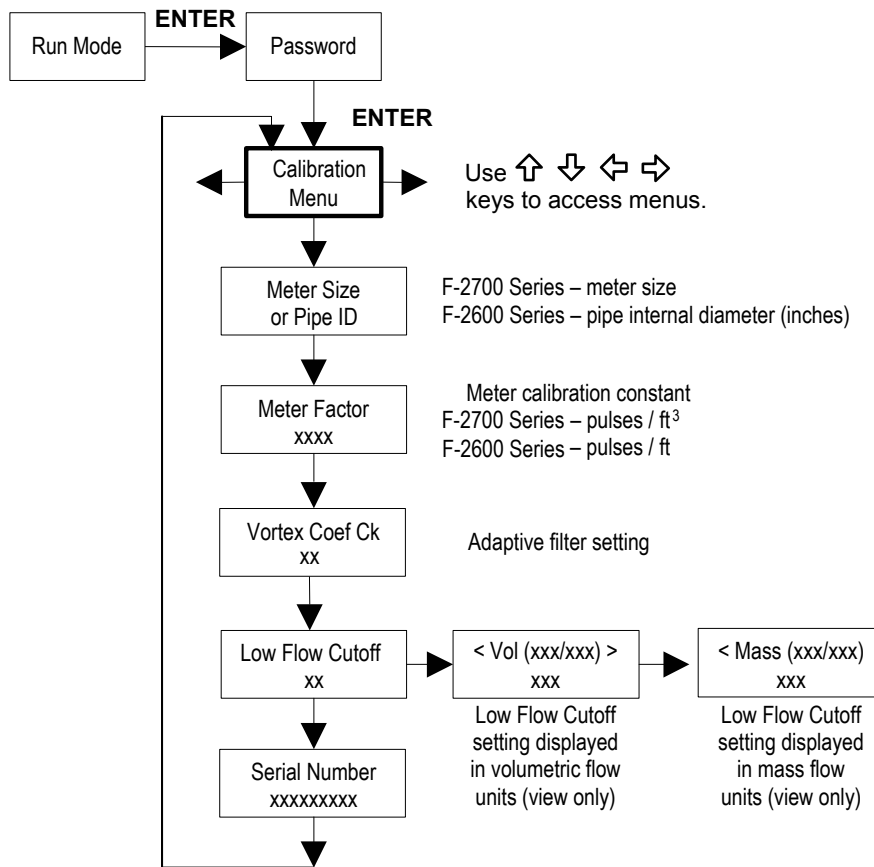 ENTER
Run Mode
Password
ENTER
Calibration
Menu
Use ⇧ ⇩ ⇦ ⇨
keys to access menus.
Meter Size
or Pipe ID
F-2700 Series – meter size
F-2600 Series – pipe internal diameter (inches)
Meter Factor
xxxx
Meter calibration constant
F-2700 Series – pulses / ft³
F-2600 Series – pulses / ft
Vortex Coef Ck
xx
Adaptive filter setting
Low Flow Cutoff
xx
< Vol (xxx/xxx) >
xxx
< Mass (xxx/xxx)
xxx
Low Flow Cutoff
setting displayed
in volumetric flow
units (view only)
Low Flow Cutoff
setting displayed
in mass flow
units (view only)
Serial Number
xxxxxxxxx